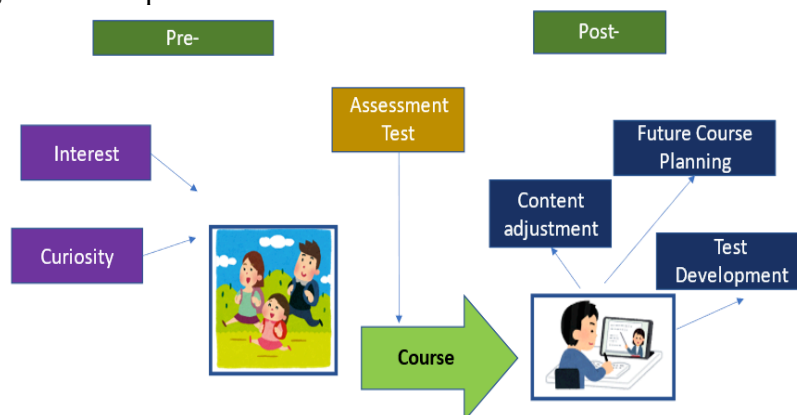 Pre-
Post-
Assessment
Test
Interest
Curiosity
Future Course
Planning
Content
adjustment
Test
Development
Course